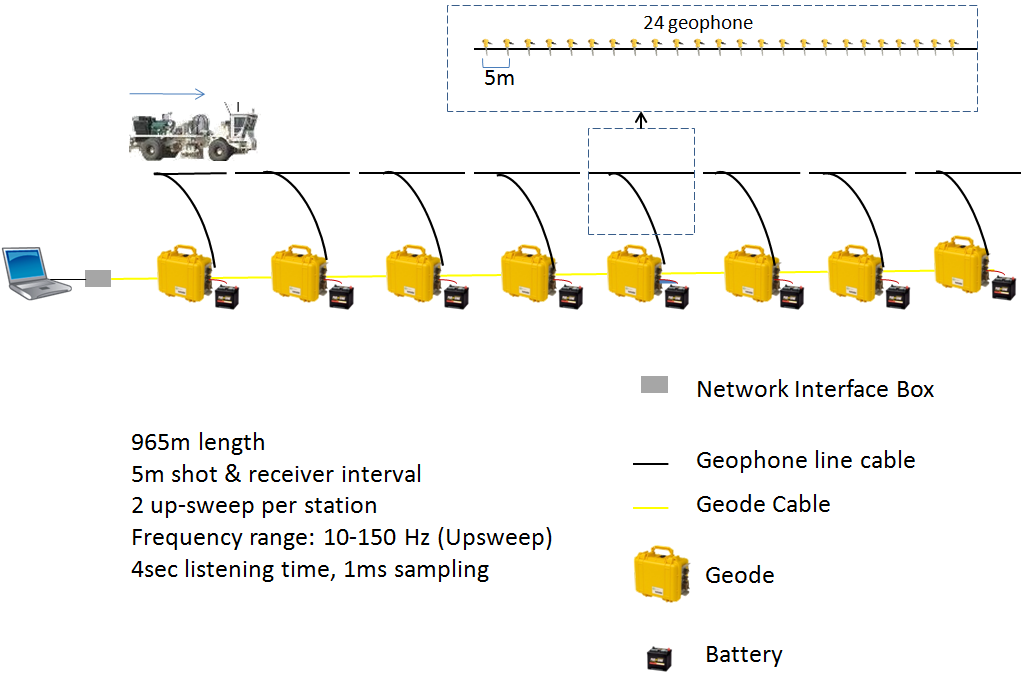 24 geophone
5m
965m length
5m shot & receiver interval
2 up-sweep per station
Frequency range: 10-150 Hz (Upsweep)
4sec listening time, 1ms sampling
Network Interface Box
Geophone line cable
Geode Cable
Geode
Battery